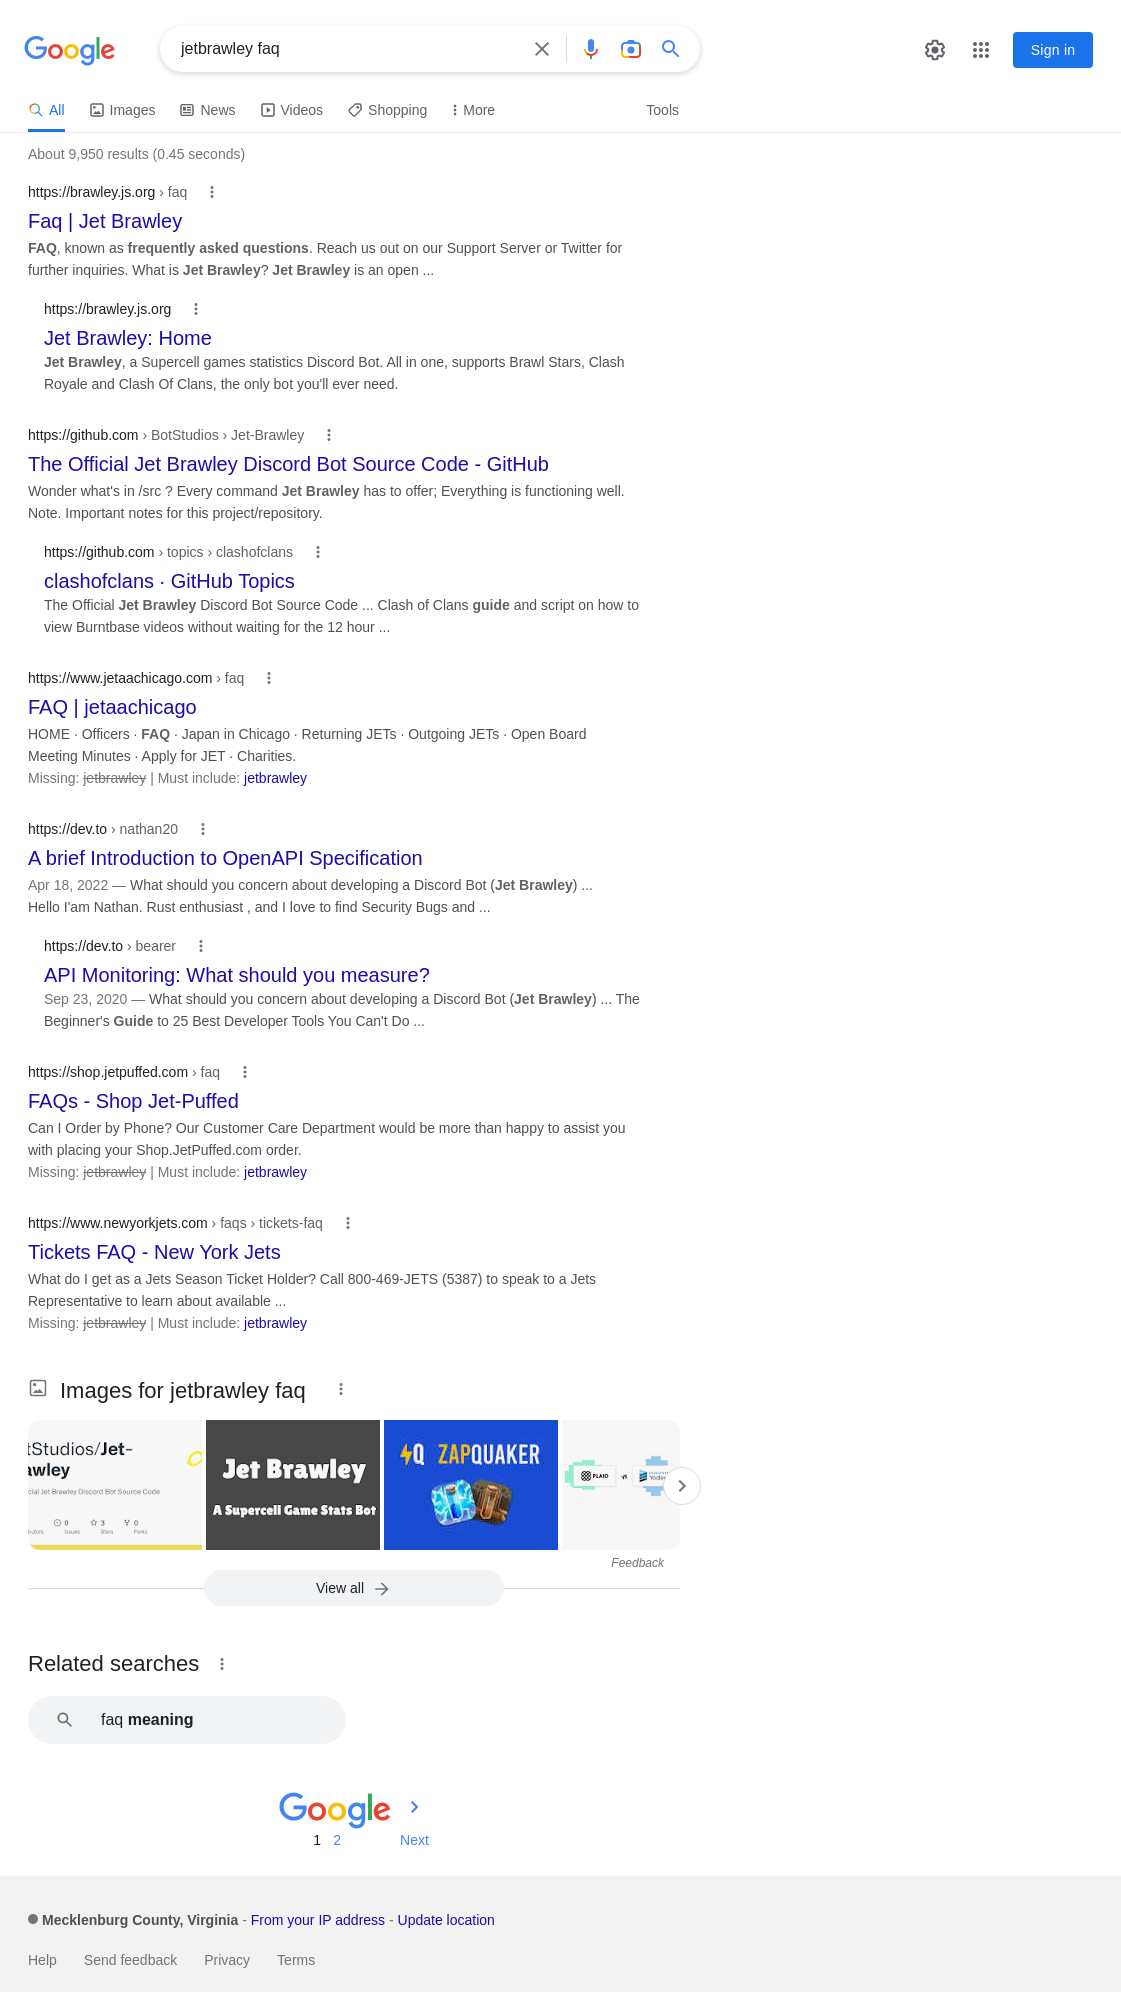 Google
jetbrawley faq
Sign in
All
Images
News
Videos
Shopping
More
Tools
About 9,950 results (0.45 seconds)
https://brawley.js.org › faq
Faq | Jet Brawley
FAQ, known as frequently asked questions. Reach us out on our Support Server or Twitter for
further inquiries. What is Jet Brawley? Jet Brawley is an open ...
https://brawley.js.org
Jet Brawley: Home
Jet Brawley, a Supercell games statistics Discord Bot. All in one, supports Brawl Stars, Clash
Royale and Clash Of Clans, the only bot you'll ever need.
https://github.com › BotStudios › Jet-Brawley
The Official Jet Brawley Discord Bot Source Code - GitHub
Wonder what's in /src ? Every command Jet Brawley has to offer; Everything is functioning well.
Note. Important notes for this project/repository.
https://github.com › topics › clashofclans
clashofclans · GitHub Topics
The Official Jet Brawley Discord Bot Source Code ... Clash of Clans guide and script on how to
view Burntbase videos without waiting for the 12 hour ...
https://www.jetaachicago.com › faq
FAQ | jetaachicago
HOME · Officers · FAQ · Japan in Chicago · Returning JETs · Outgoing JETs · Open Board
Meeting Minutes · Apply for JET · Charities.
Missing: jetbrawley | Must include: jetbrawley
https://dev.to › nathan20
A brief Introduction to OpenAPI Specification
Apr 18, 2022 — What should you concern about developing a Discord Bot (Jet Brawley) ...
Hello I'am Nathan. Rust enthusiast , and I love to find Security Bugs and ...
https://dev.to › bearer
API Monitoring: What should you measure?
Sep 23, 2020 — What should you concern about developing a Discord Bot (Jet Brawley) ... The
Beginner's Guide to 25 Best Developer Tools You Can't Do ...
https://shop.jetpuffed.com › faq
FAQs - Shop Jet-Puffed
Can I Order by Phone? Our Customer Care Department would be more than happy to assist you
with placing your Shop.JetPuffed.com order.
Missing: jetbrawley | Must include: jetbrawley
https://www.newyorkjets.com › faqs › tickets-faq
Tickets FAQ - New York Jets
What do I get as a Jets Season Ticket Holder? Call 800-469-JETS (5387) to speak to a Jets
Representative to learn about available ...
Missing: jetbrawley | Must include: jetbrawley
Images for jetbrawley faq
tStudios/Jet-
awley
cial Jet Brawley Discord Bot Source Code
0
3
0
Issues
Stars
Forks
Jet Brawley
A Supercell Game Stats Bot
Q ZAPQUAKER
PLAID
VS
Feedback
View all
Related searches
faq meaning
Google
1 2 Next
Mecklenburg County, Virginia - From your IP address - Update location
Help
Send feedback
Privacy
Terms